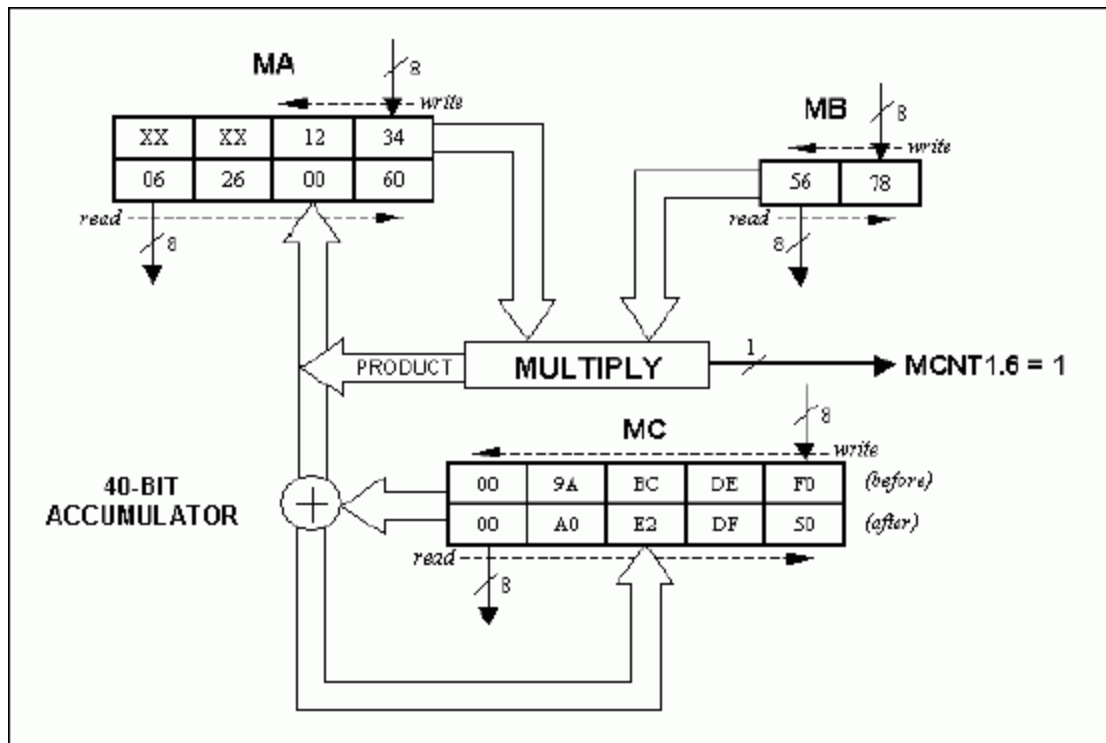 MA
8
write
XX XX 12 34
06 26 00 60
read
8
MB
8
write
56 78
read
8
MULTIPLY
PRODUCT
1
MCNT1.6 = 1
8
MC
write
00 9A BC DE F0 (before)
00 A0 E2 DF 50 (after)
read
8
40-BIT
ACCUMULATOR
+